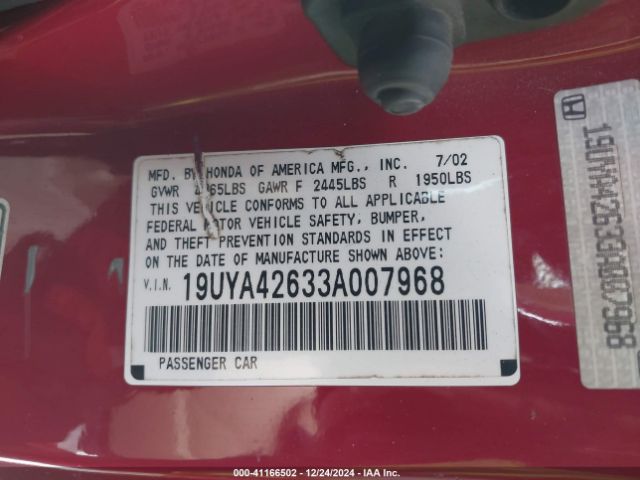 MFD. BY HONDA OF AMERICA MFG., INC. 7/02
GVWR LBS GAWR F 2445LBS R 1950LBS
THIS VEHICLE CONFORMS TO ALL APPLICABLE
FEDERAL MOTOR VEHICLE SAFETY, BUMPER,
AND THEFT PREVENTION STANDARDS IN EFFECT
ON THE DATE OF MANUFACTURE SHOWN ABOVE:
V.I.N. 19UYA42633A007968
PASSENGER CAR
19UYA42633A007968
000-41166502 - 12/24/2024 - IAA Inc.